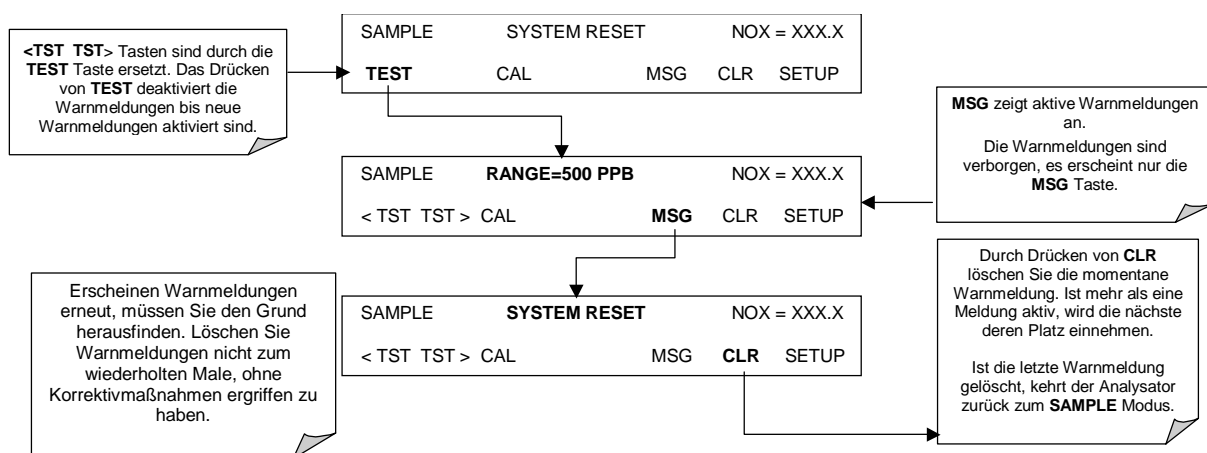 <TST TST> Tasten sind durch die
TEST Taste ersetzt. Das Drücken
von TEST deaktiviert die
Warnmeldungen bis neue
Warnmeldungen aktiviert sind.
SAMPLE SYSTEM RESET NOX = XXX.X
TEST CAL MSG CLR SETUP
MSG zeigt aktive Warnmeldungen
an.
Die Warnmeldungen sind
verborgen, es erscheint nur die
MSG Taste.
SAMPLE RANGE=500 PPB NOX = XXX.X
< TST TST > CAL MSG CLR SETUP
Erscheinen Warnmeldungen
erneut, müssen Sie den Grund
herausfinden. Löschen Sie
Warnmeldungen nicht zum
wiederholten Male, ohne
Korrektivmaßnahmen ergriffen zu
haben.
SAMPLE SYSTEM RESET NOX = XXX.X
< TST TST > CAL MSG CLR SETUP
Durch Drücken von CLR
löschen Sie die momentane
Warnmeldung. Ist mehr als eine
Meldung aktiv, wird die nächste
deren Platz einnehmen.
Ist die letzte Warnmeldung
gelöscht, kehrt der Analysator
zurück zum SAMPLE Modus.